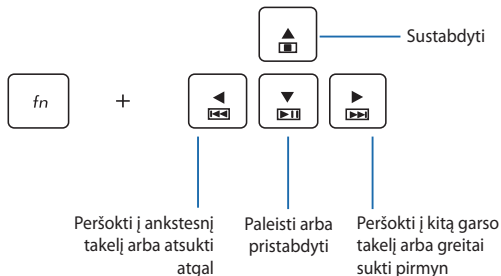 Sustabdyti
fn
+
Peršokti į ankstesnį
takelį arba atsukti
atgal
Paleisti arba
pristabdyti
Peršokti į kitą garso
takelį arba greitai
sukti pirmyn